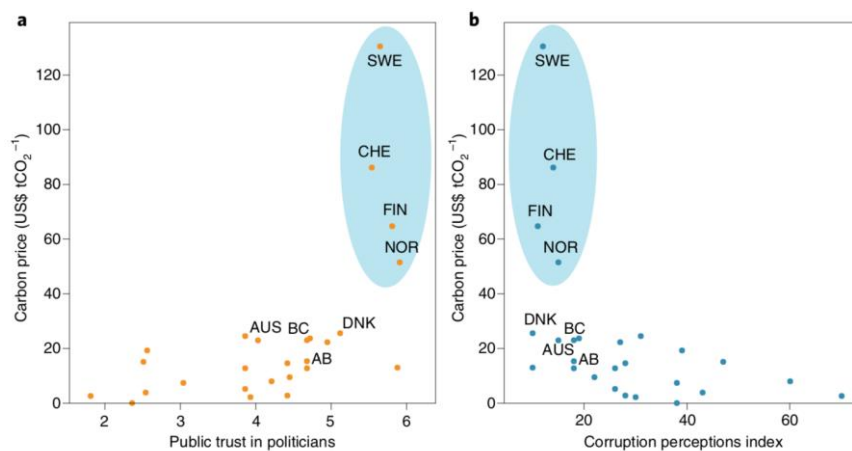 a
120
100
80
60
40
20
0
Carbon price (US$ tCO₂⁻¹)
SWE
CHE
FIN
NOR
AUS
BC
DNK
AB
2 3 4 5 6
Public trust in politicians
b
120
100
80
60
40
20
0
Carbon price (US$ tCO₂⁻¹)
SWE
CHE
FIN
NOR
DNK
BC
AUS
AB
20 40 60
Corruption perceptions index